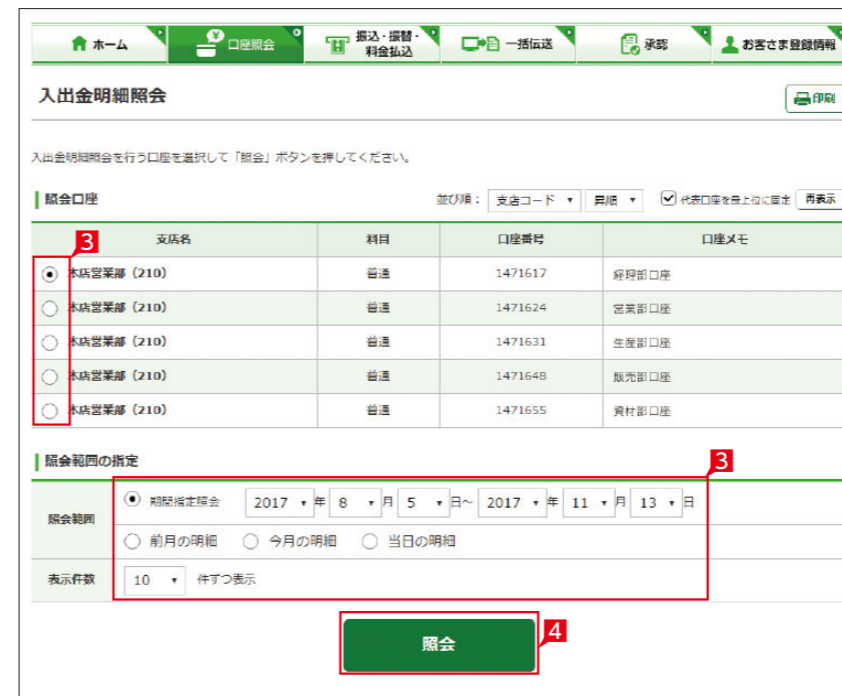 ホーム
¥
口座照会
振込・振替・
料金払込
一括伝送
承認
お客さま登録情報
入出金明細照会
印刷
入出金明細照会を行う口座を選択して「照会」ボタンを押してください。
照会口座 並び順： 支店コード ▼ 昇順 ▼ 代表口座を最上位に固定 再表示
3
支店名 科目 口座番号 口座メモ
本店営業部（210） 普通 1471617 経理部口座
本店営業部（210） 普通 1471624 営業部口座
本店営業部（210） 普通 1471631 生産部口座
本店営業部（210） 普通 1471648 販売部口座
本店営業部（210） 普通 1471655 資材部口座
照会範囲の指定
3
照会範囲 期間指定照会 2017 ▼ 年 8 ▼ 月 5 ▼ 日～ 2017 ▼ 年 11 ▼ 月 13 ▼ 日
前月の明細 今月の明細 当日の明細
表示件数 10 ▼ 件ずつ表示
照会
4